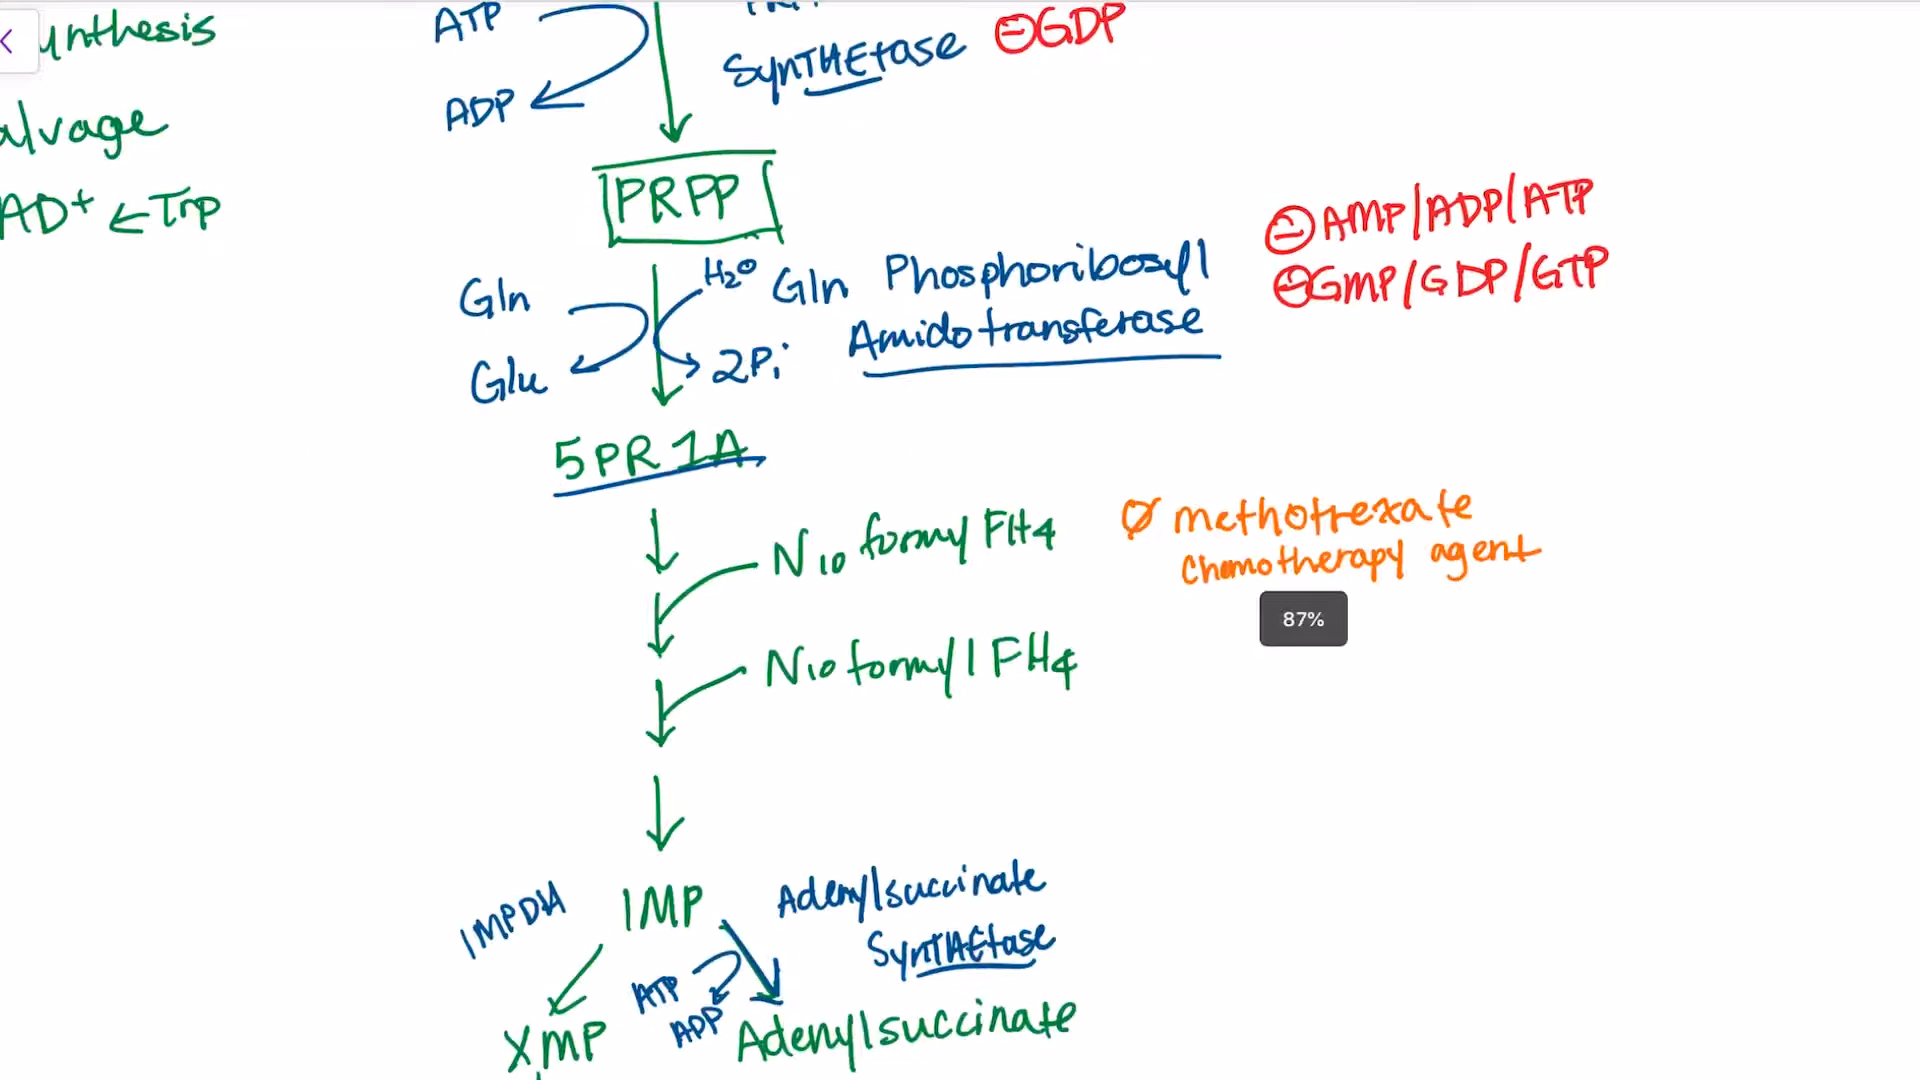 ynthesis
alvage
AD+ ← Trp
ATP
ADP
SynTHEtase ⊖GDP
PRPP
⊖AMP/ADP/ATP
⊖GMP/GDP/GTP
Gln
Glu
H2O
2Pi
Gln Phosphoribosyl
Amidotransferase
5PR1A
N10 formyl FH4
Ø methotrexate
chemotherapy agent
87%
N10 formyl FH4
IMPDH
IMP
Adenylsuccinate
SynTHEtase
ATP
ADP
XMP
Adenylsuccinate